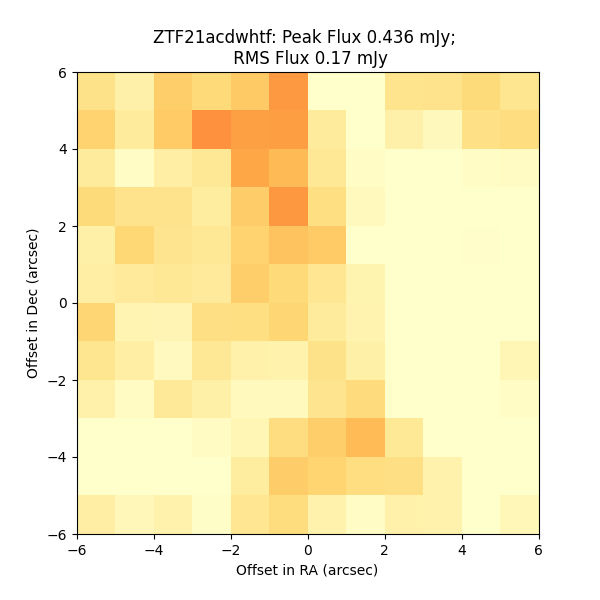 ZTF21acdwhtf: Peak Flux 0.436 mJy;
RMS Flux 0.17 mJy
6
4
2
0
−2
−4
−6
Offset in Dec (arcsec)
−6 −4 −2 0 2 4 6
Offset in RA (arcsec)